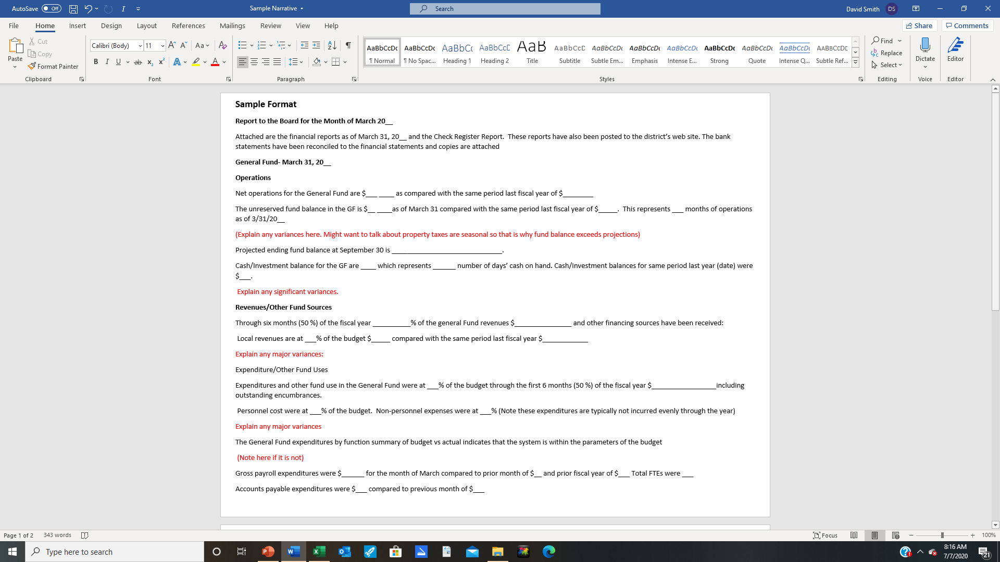 AutoSave Off Sample Narrative Search David Smith DS
File Home Insert Design Layout References Mailings Review View Help Share Comments
Paste Cut Copy Format Painter Clipboard
Calibri (Body) 11 Aa Font
Paragraph
AaBbCcDc AaBbCcDc AaBbCc AaBbCcE AaB AaBbCcD AaBbCcDc AaBbCcDc AaBbCcDc AaBbCcDc AaBbCcDc AaBbCcDc AABBCCDE
¶ Normal ¶ No Spac... Heading 1 Heading 2 Title Subtitle Subtle Em... Emphasis Intense E... Strong Quote Intense Q... Subtle Ref...
Styles
Find Replace Select Editing
Dictate Voice
Editor Editor
Sample Format
Report to the Board for the Month of March 20__
Attached are the financial reports as of March 31, 20__ and the Check Register Report.  These reports have also been posted to the district’s web site. The bank
statements have been reconciled to the financial statements and copies are attached
General Fund- March 31, 20__
Operations
Net operations for the General Fund are $___ ____ as compared with the same period last fiscal year of $________
The unreserved fund balance in the GF is $__ ____as of March 31 compared with the same period last fiscal year of $_____.  This represents ___ months of operations
as of 3/31/20__
(Explain any variances here. Might want to talk about property taxes are seasonal so that is why fund balance exceeds projections)
Projected ending fund balance at September 30 is _____________________________.
Cash/Investment balance for the GF are ____ which represents ______ number of days’ cash on hand. Cash/Investment balances for same period last year (date) were
$___.
Explain any significant variances.
Revenues/Other Fund Sources
Through six months (50 %) of the fiscal year __________% of the general Fund revenues $_______________ and other financing sources have been received:
Local revenues are at ___% of the budget $_____ compared with the same period last fiscal year $____________
Explain any major variances:
Expenditure/Other Fund Uses
Expenditures and other fund use in the General Fund were at ___% of the budget through the first 6 months (50 %) of the fiscal year $_________________including
outstanding encumbrances.
Personnel cost were at ___% of the budget.  Non-personnel expenses were at ___% (Note these expenditures are typically not incurred evenly through the year)
Explain any major variances
The General Fund expenditures by function summary of budget vs actual indicates that the system is within the parameters of the budget
(Note here if it is not)
Gross payroll expenditures were $______ for the month of March compared to prior month of $__ and prior fiscal year of $___ Total FTEs were ___
Accounts payable expenditures were $___ compared to previous month of $___
Page 1 of 2 343 words Focus 100%
Type here to search 8:16 AM
7/7/2020 21